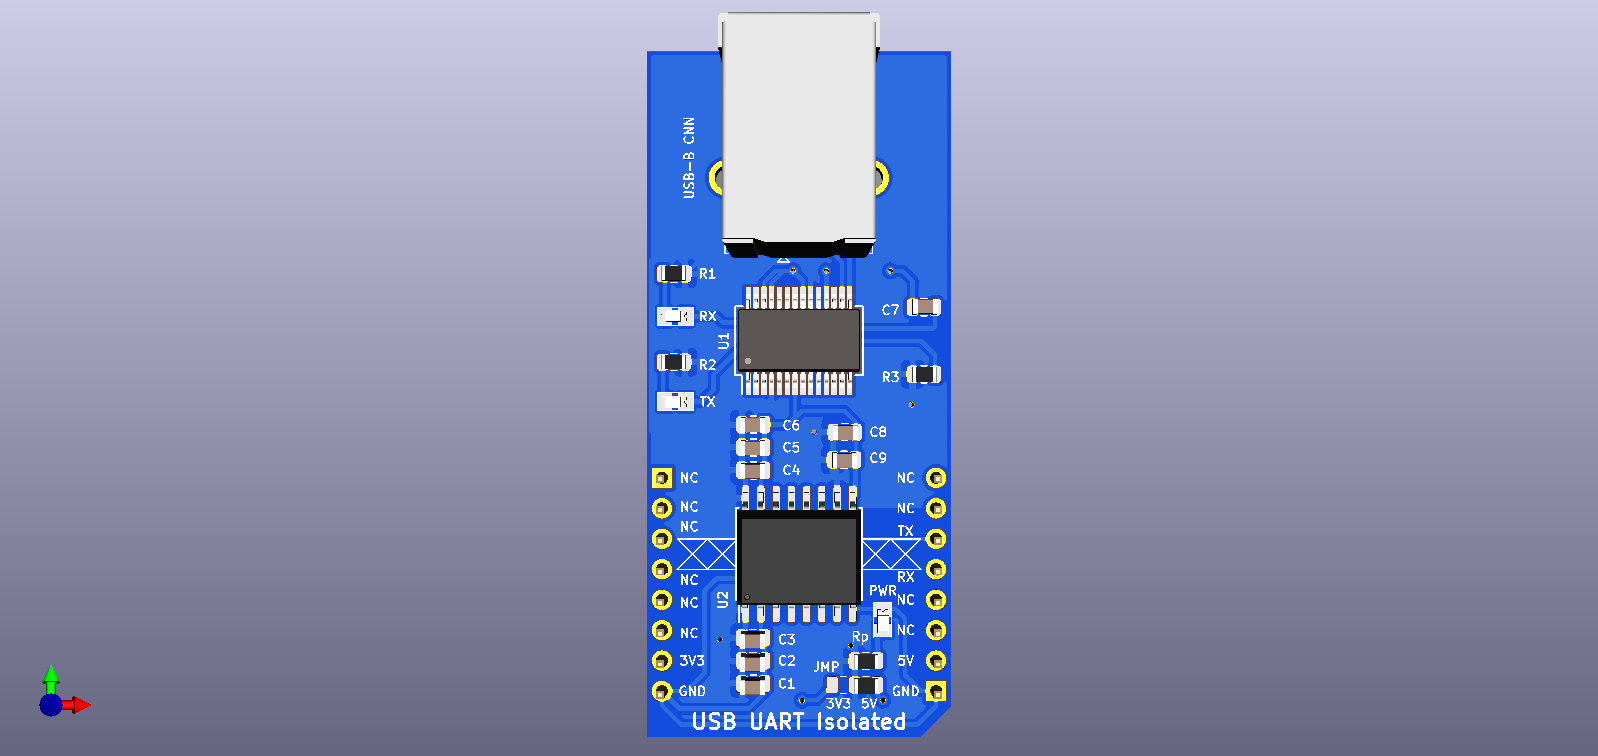 USB-B CNN
R1
RX
C7
U1
R2
R3
TX
C6
C8
C5
C9
C4
NC NC
NC NC
NC TX
NC RX
U2
PWR
NC NC
NC NC
C3 Rp
3V3 C2 JMP 5V
GND C1 GND
3V3 5V
USB UART Isolated